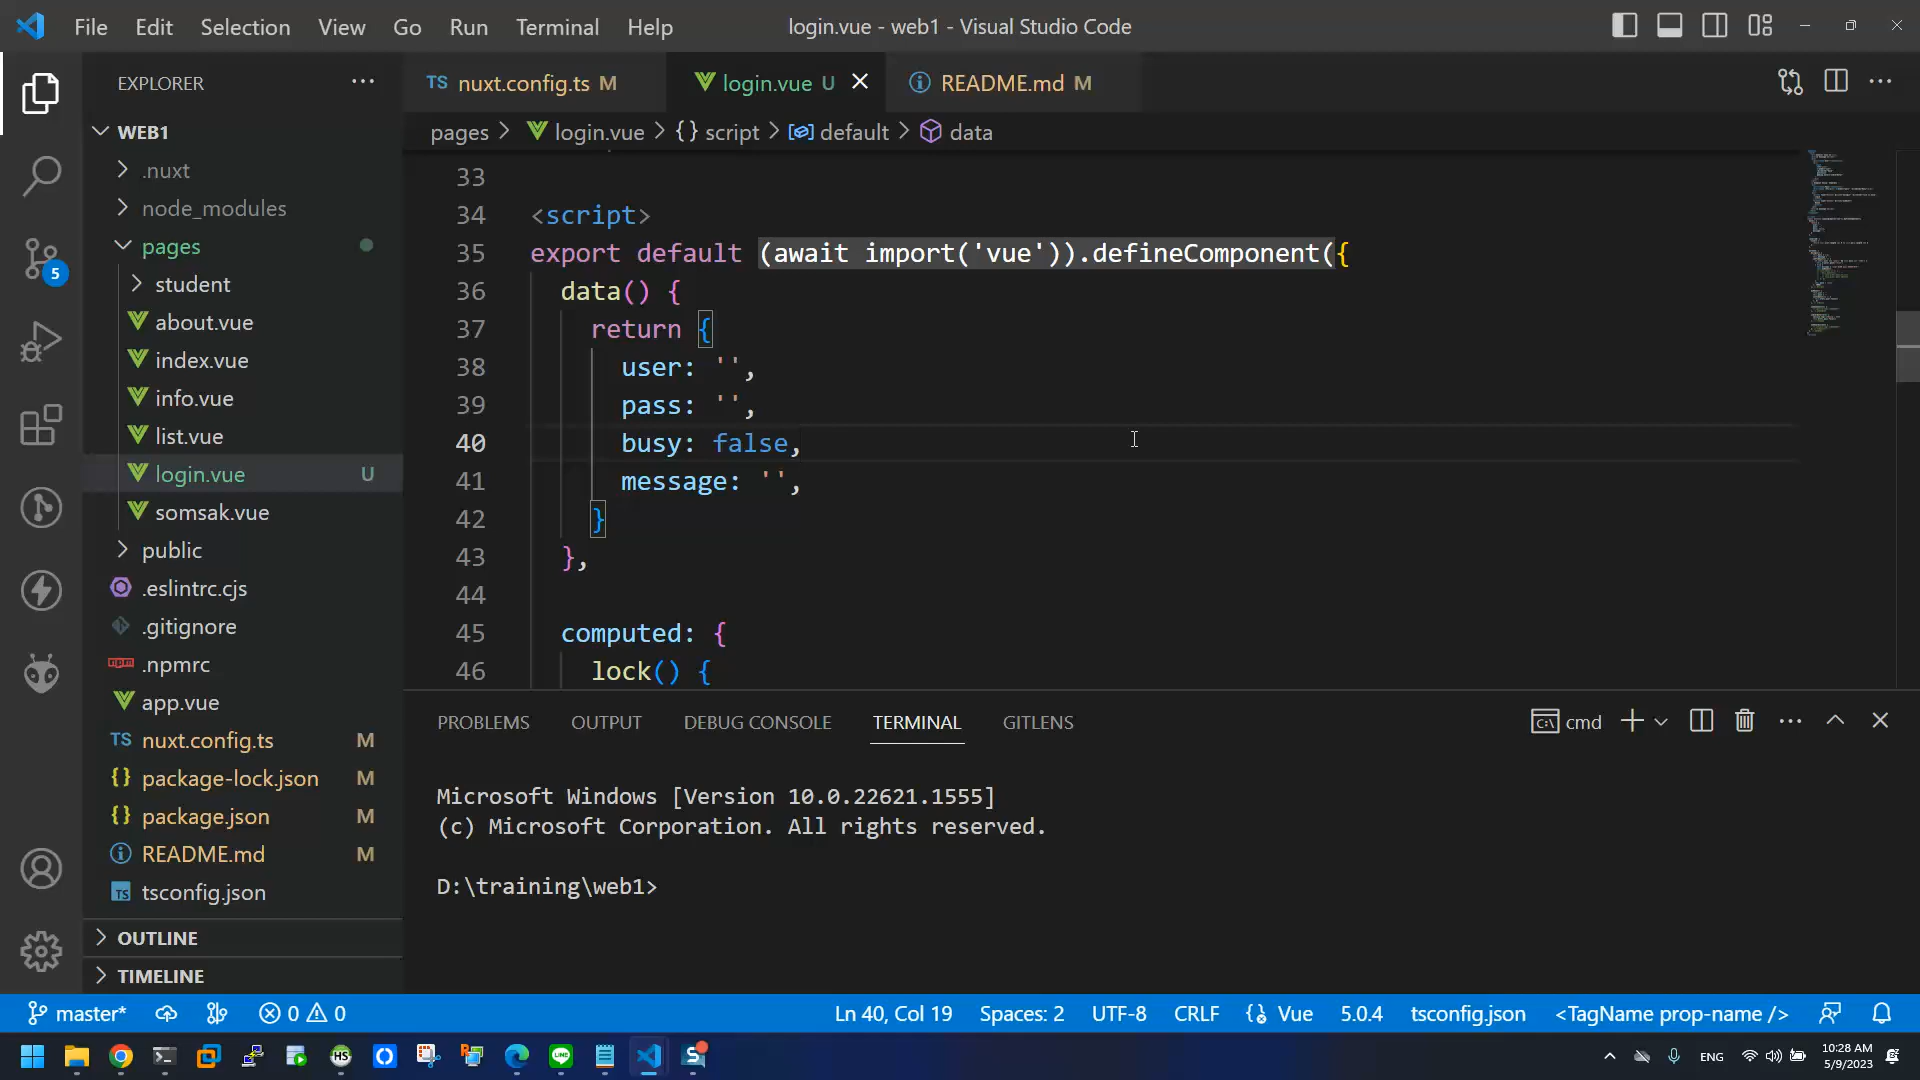 File Edit Selection View Go Run Terminal Help
login.vue - web1 - Visual Studio Code
EXPLORER
TS nuxt.config.ts M
login.vue U
README.md M
WEB1
pages > login.vue > {} script > default > data
.nuxt
node_modules
pages
student
about.vue
index.vue
info.vue
list.vue
login.vue U
somsak.vue
public
.eslintrc.cjs
.gitignore
npm .npmrc
app.vue
TS nuxt.config.ts M
{} package-lock.json M
{} package.json M
README.md M
TS tsconfig.json
OUTLINE
TIMELINE
5
33
34 <script>
35 export default (await import('vue')).defineComponent({
36 data() {
37 return {
38 user: '',
39 pass: '',
40 busy: false,
41 message: '',
42 }
43 },
44
45 computed: {
46 lock() {
PROBLEMS OUTPUT DEBUG CONSOLE TERMINAL GITLENS
cmd
Microsoft Windows [Version 10.0.22621.1555]
(c) Microsoft Corporation. All rights reserved.
D:\training\web1>
master* 0 0
Ln 40, Col 19 Spaces: 2 UTF-8 CRLF Vue 5.0.4 tsconfig.json <TagName prop-name />
HS
ENG
10:28 AM
5/9/2023